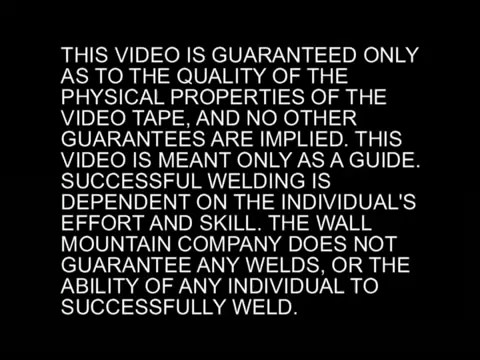 THIS VIDEO IS GUARANTEED ONLY
AS TO THE QUALITY OF THE
PHYSICAL PROPERTIES OF THE
VIDEO TAPE, AND NO OTHER
GUARANTEES ARE IMPLIED. THIS
VIDEO IS MEANT ONLY AS A GUIDE.
SUCCESSFUL WELDING IS
DEPENDENT ON THE INDIVIDUAL'S
EFFORT AND SKILL. THE WALL
MOUNTAIN COMPANY DOES NOT
GUARANTEE ANY WELDS, OR THE
ABILITY OF ANY INDIVIDUAL TO
SUCCESSFULLY WELD.